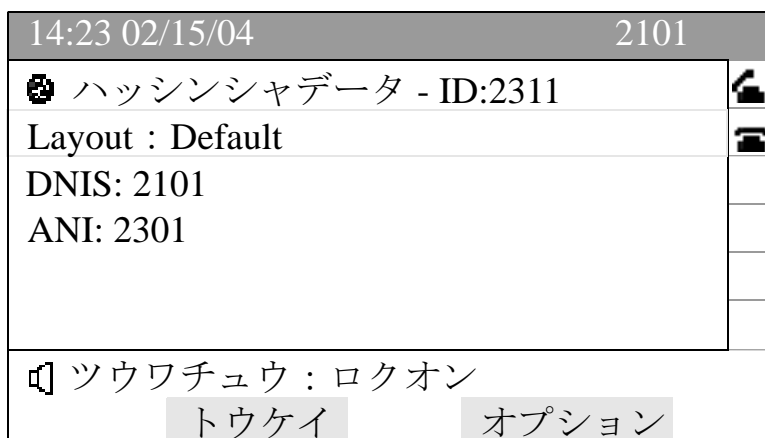 14:23 02/15/04 2101
ハッシンシャデータ - ID:2311
Layout：Default
DNIS: 2101
ANI: 2301
ツウワチュウ：ロクオン
トウケイ オプション